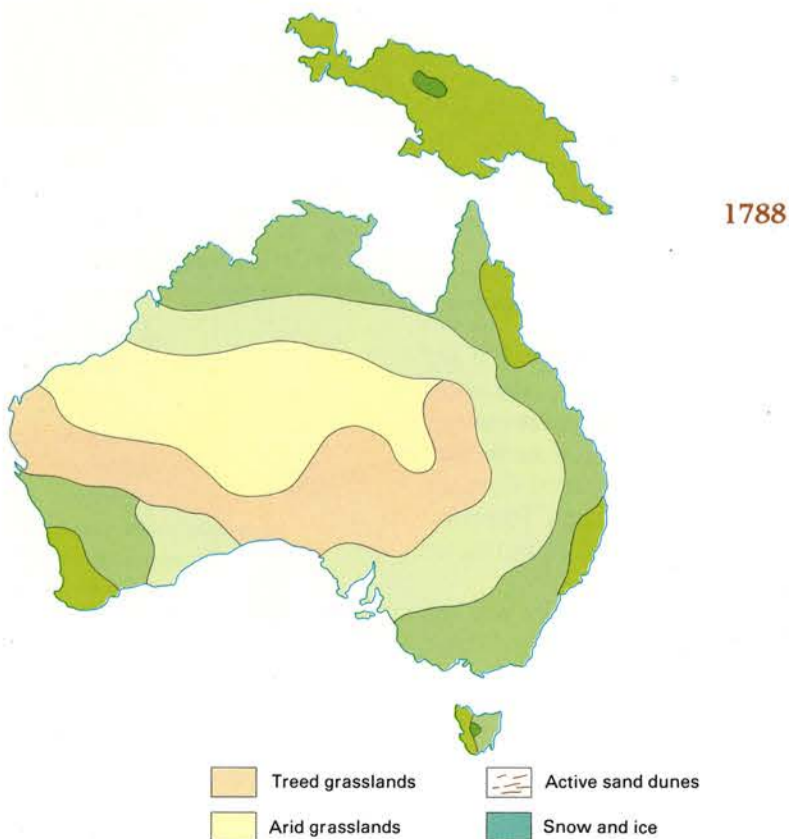 1788
Treed grasslands
Active sand dunes
Arid grasslands
Snow and ice